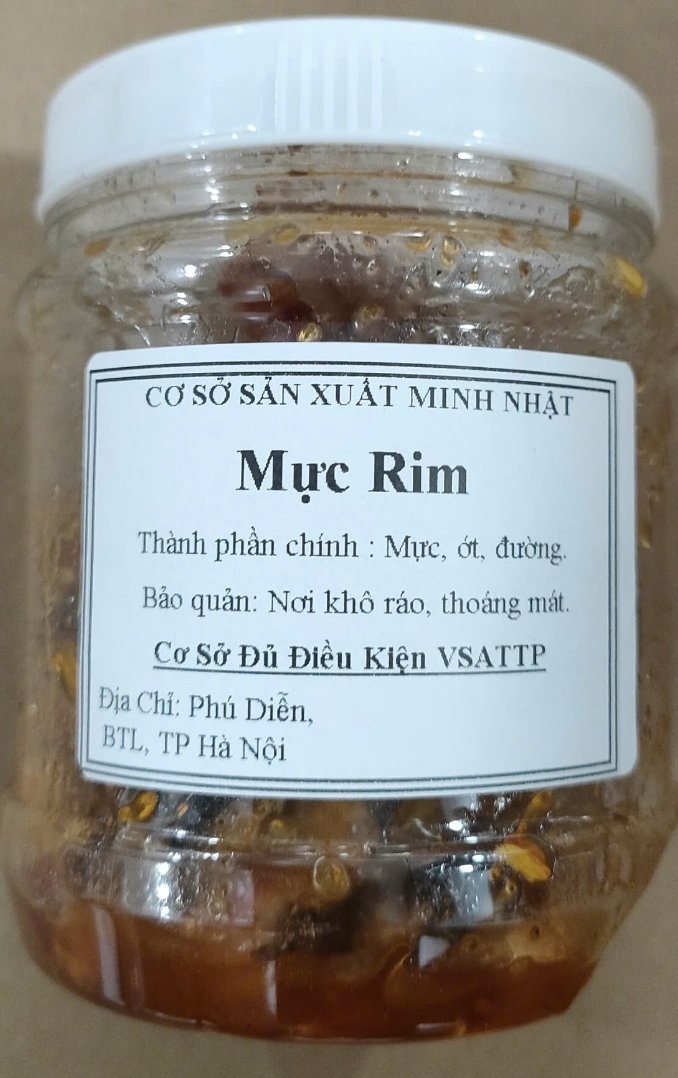 CƠ SỞ SẢN XUẤT MINH NHẬT
Mực Rim
Thành phần chính : Mực, ớt, đường.
Bảo quản: Nơi khô ráo, thoáng mát.
Cơ Sở Đủ Điều Kiện VSATTP
Địa Chỉ: Phú Diễn,
BTL, TP Hà Nội